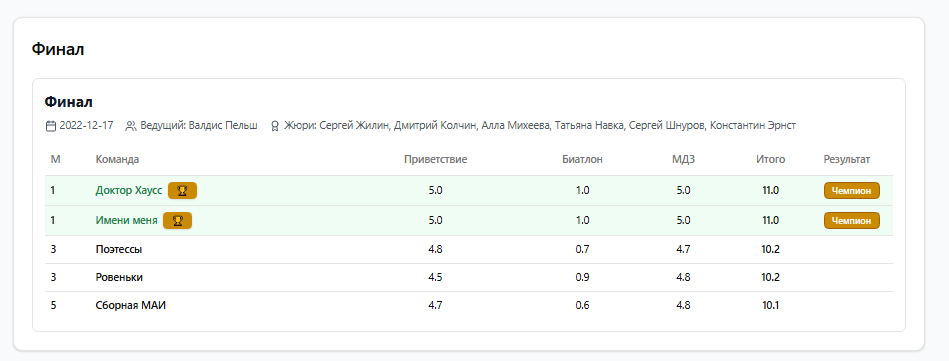 Финал
Финал
2022-12-17 Ведущий: Валдис Пельш Жюри: Сергей Жилин, Дмитрий Колчин, Алла Михеева, Татьяна Навка, Сергей Шнуров, Константин Эрнст
М Команда Приветствие Биатлон МДЗ Итого Результат
1 Доктор Хаусс 5.0 1.0 5.0 11.0 Чемпион
1 Имени меня 5.0 1.0 5.0 11.0 Чемпион
3 Поэтессы 4.8 0.7 4.7 10.2
3 Ровеньки 4.5 0.9 4.8 10.2
5 Сборная МАИ 4.7 0.6 4.8 10.1